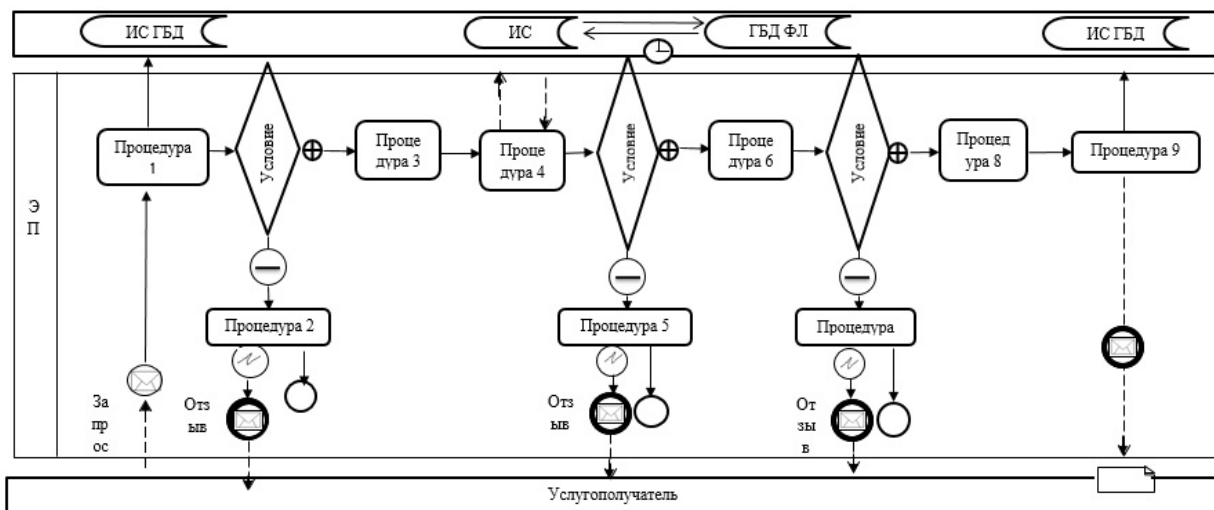 ИС ГБД
ИС
ГБД ФЛ
ИС ГБД
Э
П
Процедура
1
Условие
Проце
дура 3
Проце
дура 4
Условие
Проце
дура 6
Условие
Процед
ура 8
Процедура 9
Процедура 2
Процедура 5
Процедура
За
пр
ос
Отз
ыв
Отз
ыв
От
зы
в
Услугополучатель